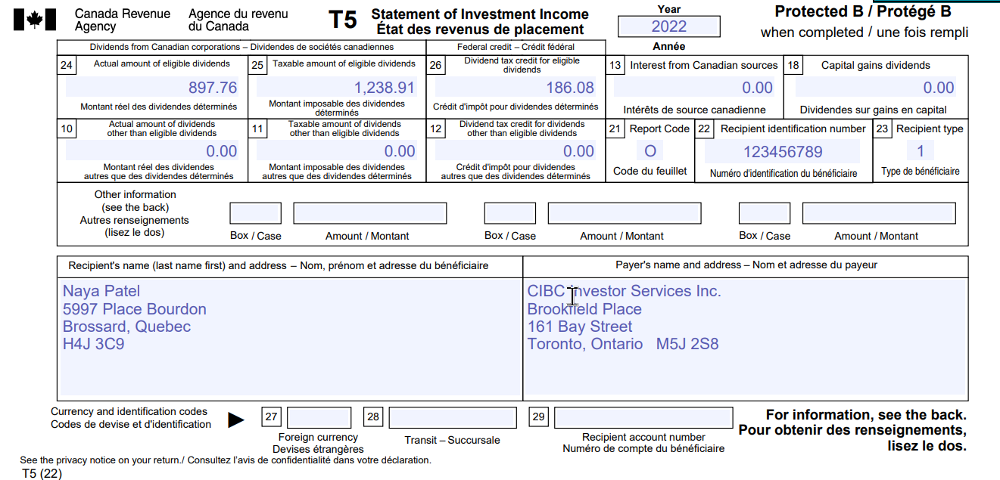 Canada Revenue Agency
Agence du revenu du Canada
T5
Statement of Investment Income
État des revenus de placement
Year
2022
Année
Protected B / Protégé B
when completed / une fois rempli
Dividends from Canadian corporations – Dividendes de sociétés canadiennes
Federal credit – Crédit fédéral
24 Actual amount of eligible dividends
897.76
Montant réel des dividendes déterminés
25 Taxable amount of eligible dividends
1,238.91
Montant imposable des dividendes déterminés
26 Dividend tax credit for eligible dividends
186.08
Crédit d'impôt pour dividendes déterminés
13 Interest from Canadian sources
0.00
Intérêts de source canadienne
18 Capital gains dividends
0.00
Dividendes sur gains en capital
10 Actual amount of dividends other than eligible dividends
0.00
Montant réel des dividendes autres que des dividendes déterminés
11 Taxable amount of dividends other than eligible dividends
0.00
Montant imposable des dividendes autres que des dividendes déterminés
12 Dividend tax credit for dividends other than eligible dividends
0.00
Crédit d'impôt pour dividendes autres que des dividendes déterminés
21 Report Code
O
Code du feuillet
22 Recipient identification number
123456789
Numéro d'identification du bénéficiaire
23 Recipient type
1
Type de bénéficiaire
Other information
(see the back)
Autres renseignements
(lisez le dos)
Box / Case Amount / Montant Box / Case Amount / Montant Box / Case Amount / Montant
Recipient's name (last name first) and address – Nom, prénom et adresse du bénéficiaire
Naya Patel
5997 Place Bourdon
Brossard, Quebec
H4J 3C9
Payer's name and address – Nom et adresse du payeur
CIBC Investor Services Inc.
Brookfield Place
161 Bay Street
Toronto, Ontario M5J 2S8
Currency and identification codes
Codes de devise et d'identification
27
Foreign currency
Devises étrangères
28
Transit – Succursale
29
Recipient account number
Numéro de compte du bénéficiaire
For information, see the back.
Pour obtenir des renseignements,
lisez le dos.
See the privacy notice on your return./ Consultez l'avis de confidentialité dans votre déclaration.
T5 (22)